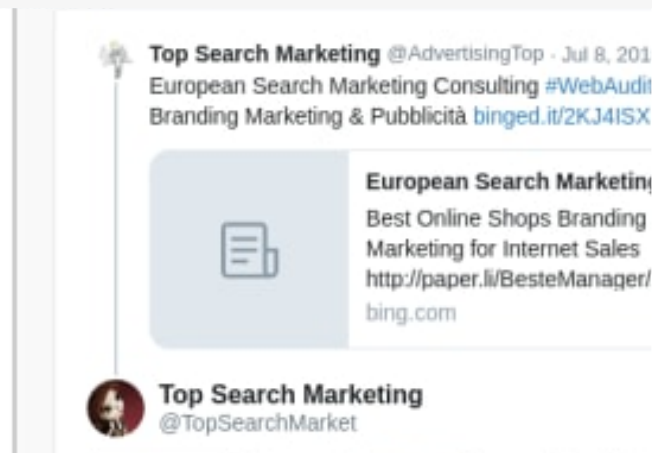 Top Search Marketing @AdvertisingTop · Jul 8, 201
European Search Marketing Consulting #WebAudit
Branding Marketing & Pubblicità binged.it/2KJ4ISX
European Search Marketing
Best Online Shops Branding
Marketing for Internet Sales
http://paper.li/BesteManager/
bing.com
Top Search Marketing
@TopSearchMarket